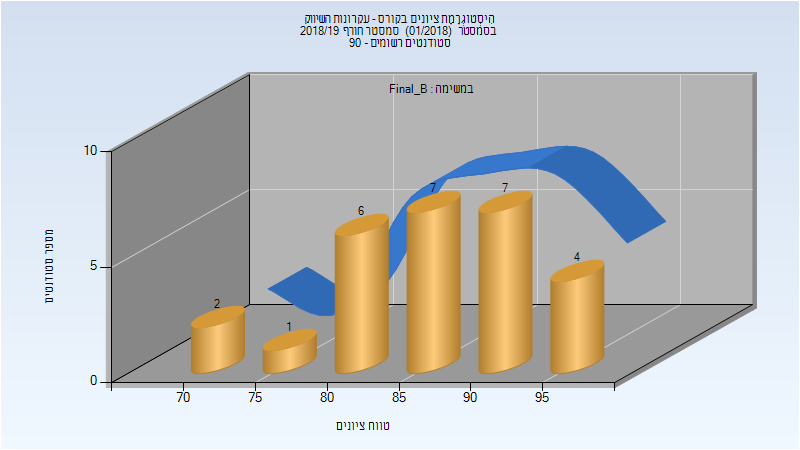 היסטוגרמת ציונים בקורס - עקרונות השיווק
בסמסטר (01/2018) סמסטר חורף 2018/19
סטודנטים רשומים - 90
במשימה : Final_B
מספר סטודנטים
10
5
0
2
1
6
7
7
4
70
75
80
85
90
95
טווח ציונים